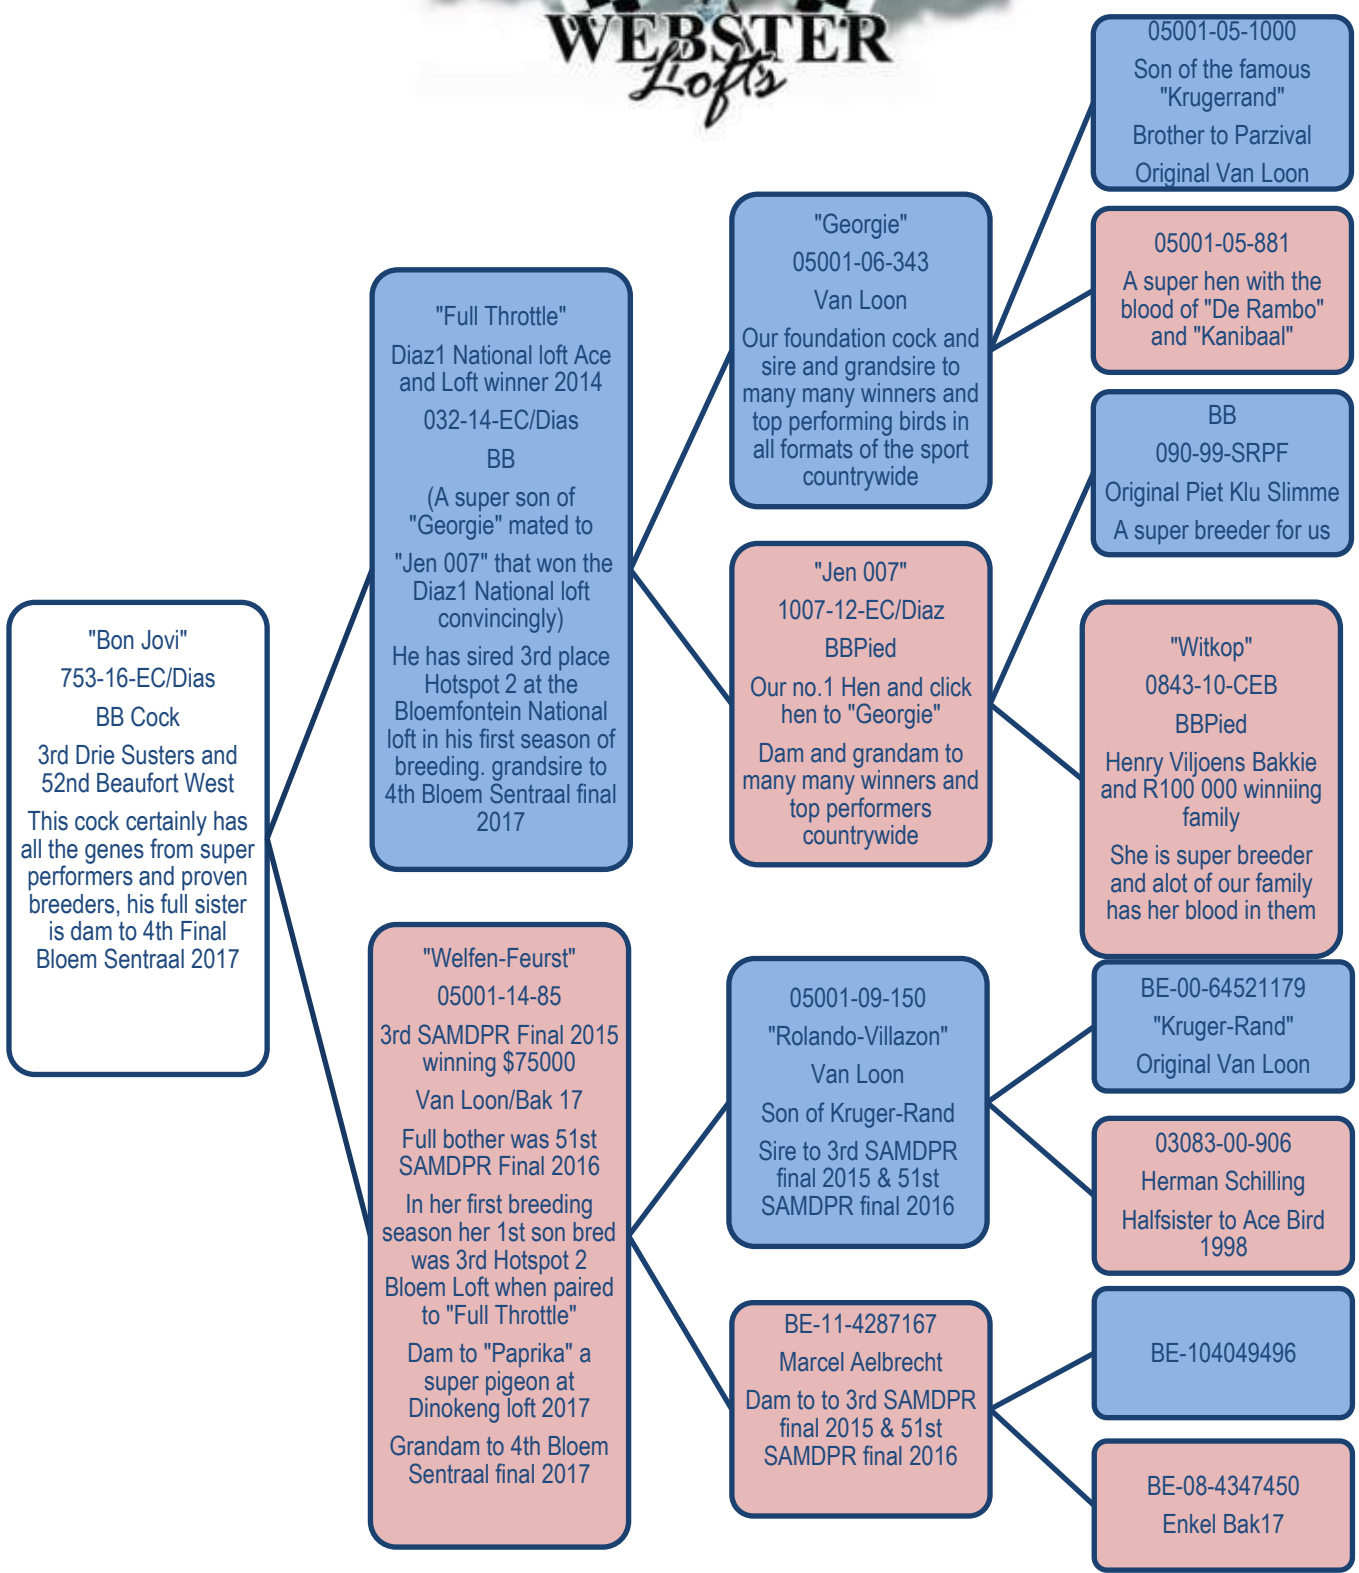 WEBSTER
Lofts
"Bon Jovi"
753-16-EC/Dias
BB Cock
3rd Drie Susters and
52nd Beaufort West
This cock certainly has
all the genes from super
performers and proven
breeders, his full sister
is dam to 4th Final
Bloem Sentraal 2017
"Full Throttle"
Diaz1 National loft Ace
and Loft winner 2014
032-14-EC/Dias
BB
(A super son of
"Georgie" mated to
"Jen 007" that won the
Diaz1 National loft
convincingly)
He has sired 3rd place
Hotspot 2 at the
Bloemfontein National
loft in his first season of
breeding. grandsire to
4th Bloem Sentraal final
2017
"Welfen-Feurst"
05001-14-85
3rd SAMDPR Final 2015
winning $75000
Van Loon/Bak 17
Full bother was 51st
SAMDPR Final 2016
In her first breeding
season her 1st son bred
was 3rd Hotspot 2
Bloem Loft when paired
to "Full Throttle"
Dam to "Paprika" a
super pigeon at
Dinokeng loft 2017
Grandam to 4th Bloem
Sentraal final 2017
"Georgie"
05001-06-343
Van Loon
Our foundation cock and
sire and grandsire to
many many winners and
top performing birds in
all formats of the sport
countrywide
"Jen 007"
1007-12-EC/Diaz
BBPied
Our no.1 Hen and click
hen to "Georgie"
Dam and grandam to
many many winners and
top performers
countrywide
05001-09-150
"Rolando-Villazon"
Van Loon
Son of Kruger-Rand
Sire to 3rd SAMDPR
final 2015 & 51st
SAMDPR final 2016
BE-11-4287167
Marcel Aelbrecht
Dam to to 3rd SAMDPR
final 2015 & 51st
SAMDPR final 2016
05001-05-1000
Son of the famous
"Krugerrand"
Brother to Parzival
Original Van Loon
05001-05-881
A super hen with the
blood of "De Rambo"
and "Kanibaal"
BB
090-99-SRPF
Original Piet Klu Slimme
A super breeder for us
"Witkop"
0843-10-CEB
BBPied
Henry Viljoens Bakkie
and R100 000 winniing
family
She is super breeder
and alot of our family
has her blood in them
BE-00-64521179
"Kruger-Rand"
Original Van Loon
03083-00-906
Herman Schilling
Halfsister to Ace Bird
1998
BE-104049496
BE-08-4347450
Enkel Bak17